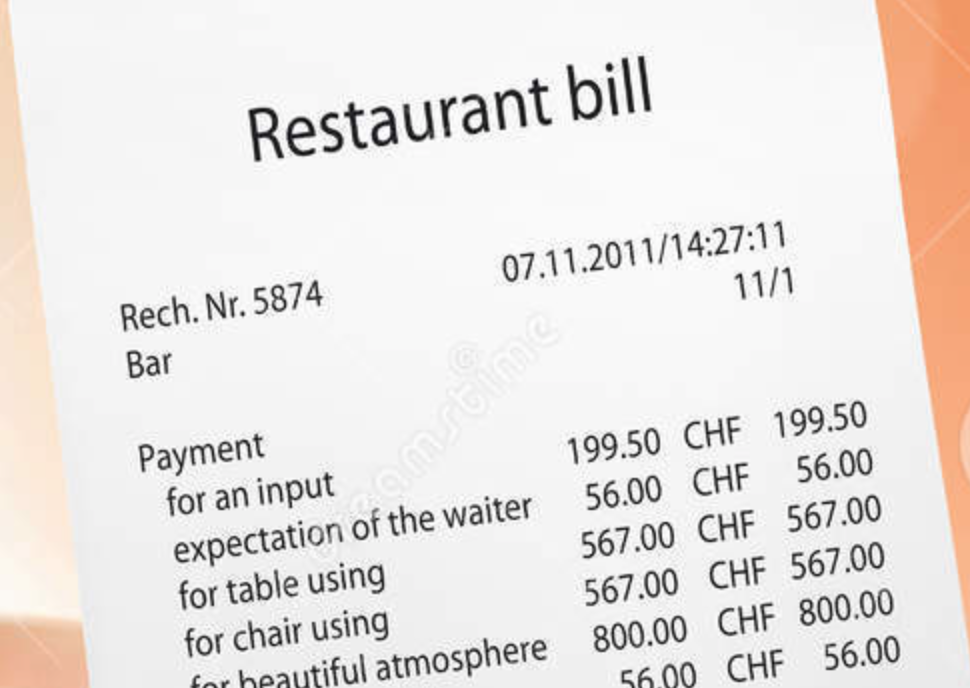 Restaurant bill
Rech. Nr. 5874 07.11.2011/14:27:11
Bar 11/1
Payment
for an input 199.50 CHF 199.50
expectation of the waiter 56.00 CHF 56.00
for table using 567.00 CHF 567.00
for chair using 567.00 CHF 567.00
for beautiful atmosphere 800.00 CHF 800.00
56.00 CHF 56.00
© dreamstime